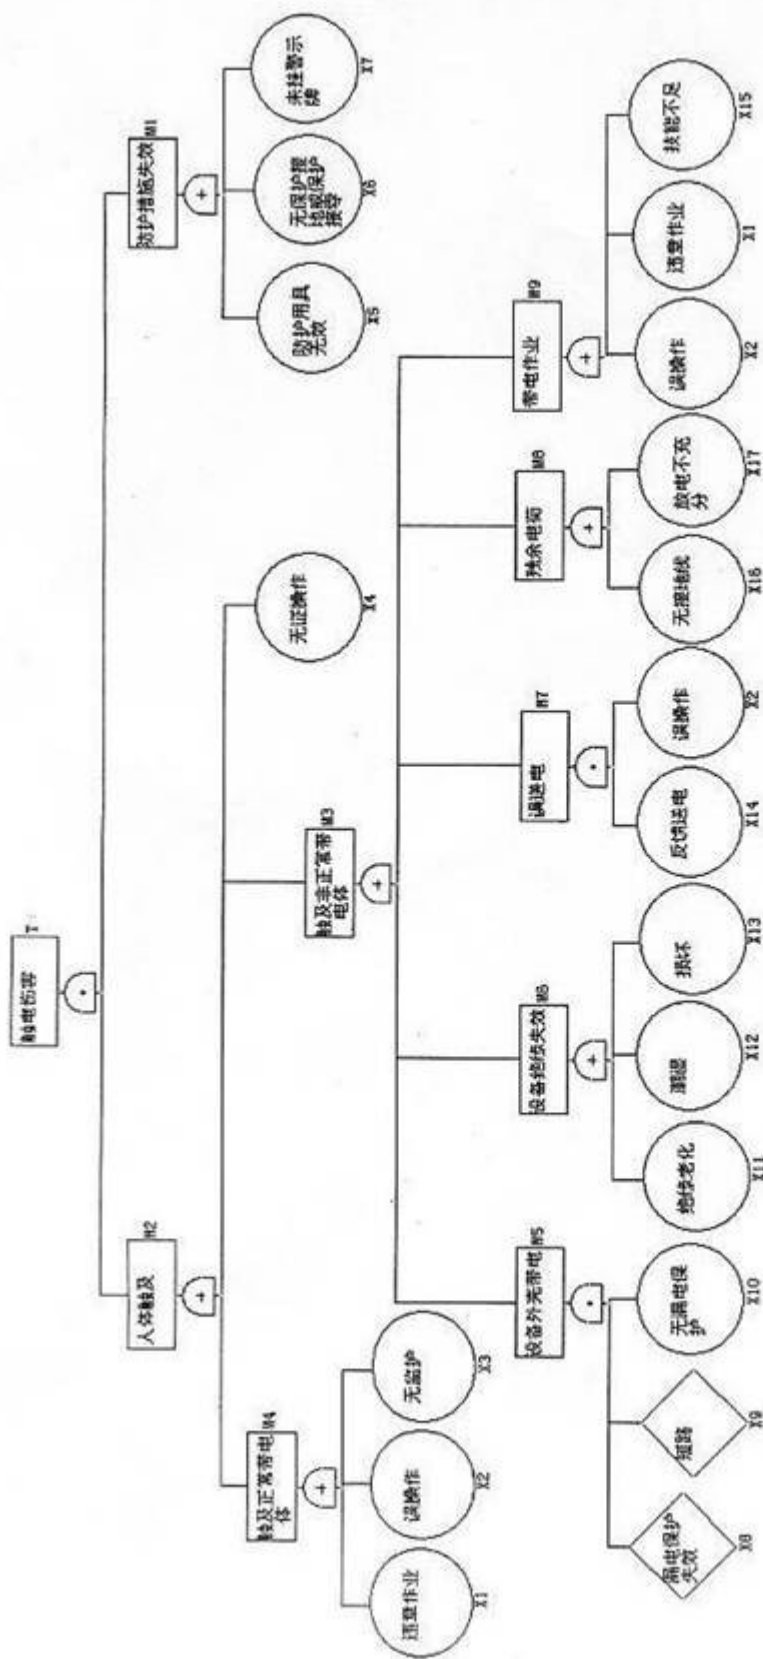 触电伤害
T
·
人体触及
M2
+
防护措施失效
M1
+
触及正常带电
体
M4
+
触及非正常带
电体
M3
+
无证操作
X4
防护用具
无效
X5
无保护接
地或保护
接零
X6
未挂警示
牌
X7
违章作业
X1
误操作
X2
无监护
X3
设备外壳带电
M5
·
设备绝缘失效
M6
+
误送电
M7
·
残余电荷
M8
+
带电作业
M9
+
漏电保护
失效
X8
短路
X9
无漏电保
护
X10
绝缘老化
X11
潮湿
X12
损坏
X13
反馈送电
X14
误操作
X2
无接地线
X16
放电不充
分
X17
误操作
X2
违章作业
X1
技能不足
X15